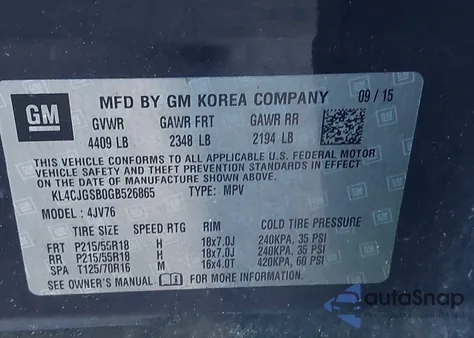 GM
MFD BY GM KOREA COMPANY 09 / 15
GVWR GAWR FRT GAWR RR
4409 LB 2348 LB 2194 LB
THIS VEHICLE CONFORMS TO ALL APPLICABLE U.S. FEDERAL MOTOR
VEHICLE SAFETY, BUMPER, AND THEFT PREVENTION STANDARDS IN
EFFECT ON THE DATE OF MANUFACTURE SHOWN ABOVE.
KL4CJGSB0GB526865 TYPE: MPV
MODEL : 4JV76
TIRE SIZE SPEED RTG RIM COLD TIRE PRESSURE
FRT P215/55R18 H 18x7.0J 240KPA, 35 PSI
RR P215/55R18 H 18x7.0J 240KPA, 35 PSI
SPA T125/70R16 M 16x4.0T 420KPA, 60 PSI
SEE OWNER'S MANUAL FOR MORE INFORMATION.
autoSnap